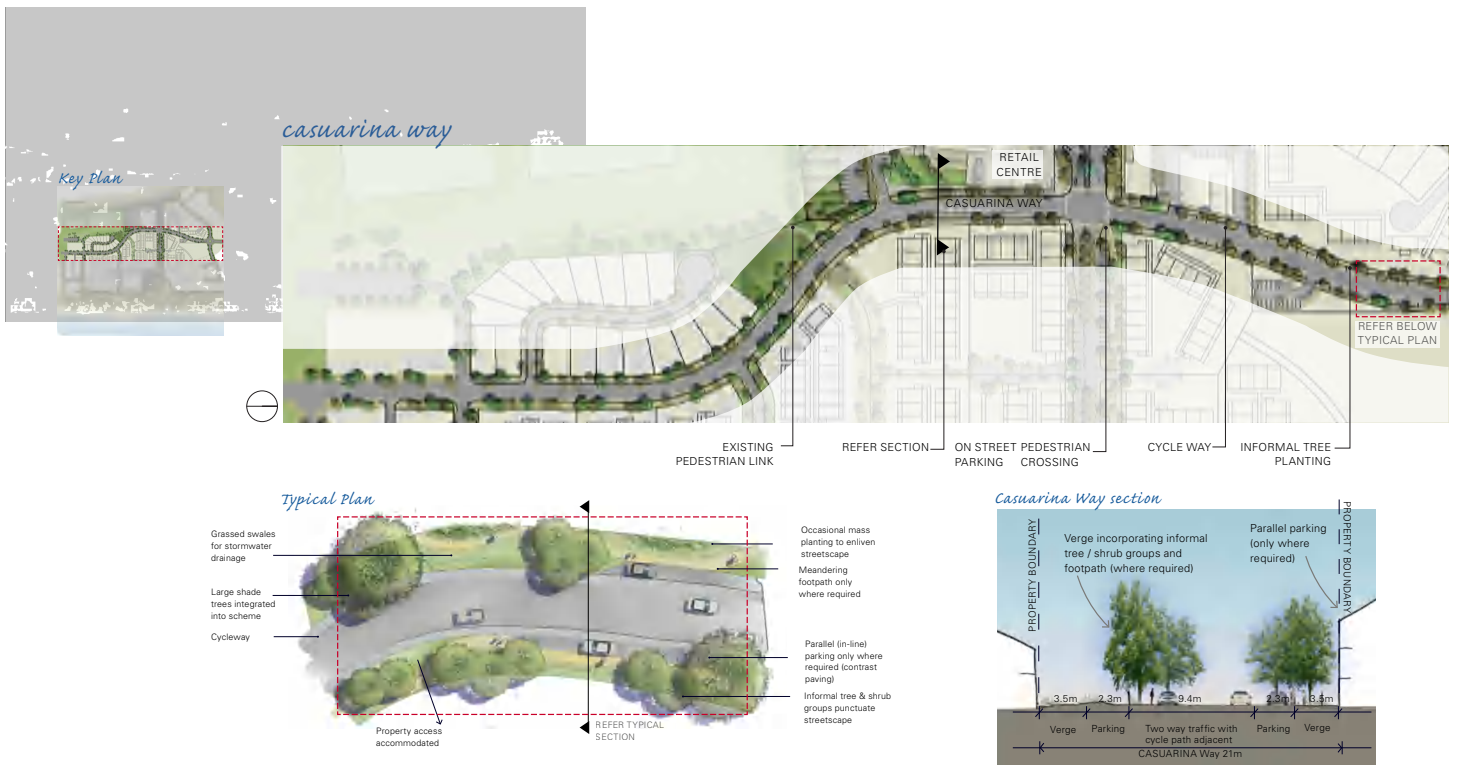 casuarina way
Key Plan
RETAIL
CENTRE
CASUARINA WAY
REFER BELOW
TYPICAL PLAN
EXISTING
PEDESTRIAN LINK
REFER SECTION
ON STREET
PARKING
PEDESTRIAN
CROSSING
CYCLE WAY
INFORMAL TREE
PLANTING
Typical Plan
Grassed swales
for stormwater
drainage
Large shade
trees integrated
into scheme
Cycleway
Property access
accommodated
Occasional mass
planting to enliven
streetscape
Meandering
footpath only
where required
Parallel (in-line)
parking only where
required (contrast
paving)
Informal tree & shrub
groups punctuate
streetscape
REFER TYPICAL
SECTION
Casuarina Way section
PROPERTY BOUNDARY
Verge incorporating informal
tree / shrub groups and
footpath (where required)
Parallel parking
(only where
required)
PROPERTY BOUNDARY
3.5m 2.3m 9.4m 2.3m 3.5m
Verge Parking Two way traffic with Parking Verge
cycle path adjacent
CASUARINA Way 21m